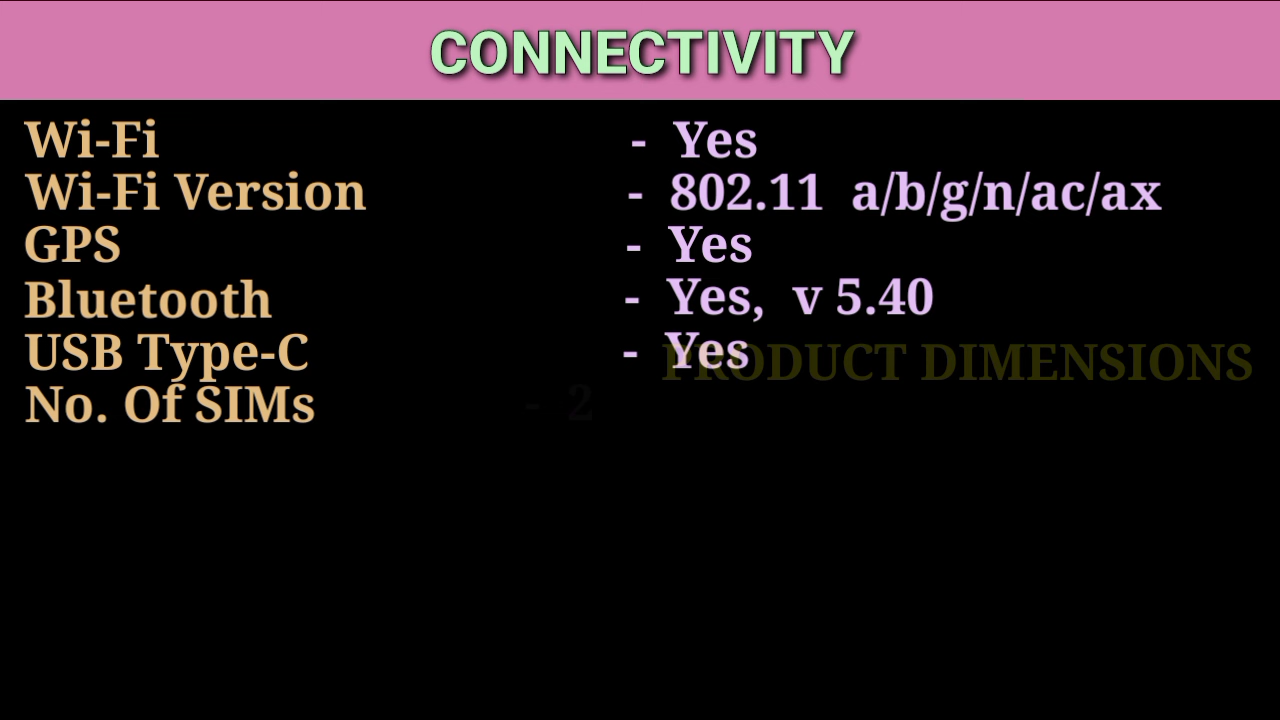 CONNECTIVITY
Wi-Fi - Yes
Wi-Fi Version - 802.11 a/b/g/n/ac/ax
GPS - Yes
Bluetooth - Yes, v 5.40
USB Type-C - Yes
PRODUCT DIMENSIONS
No. Of SIMs - 2